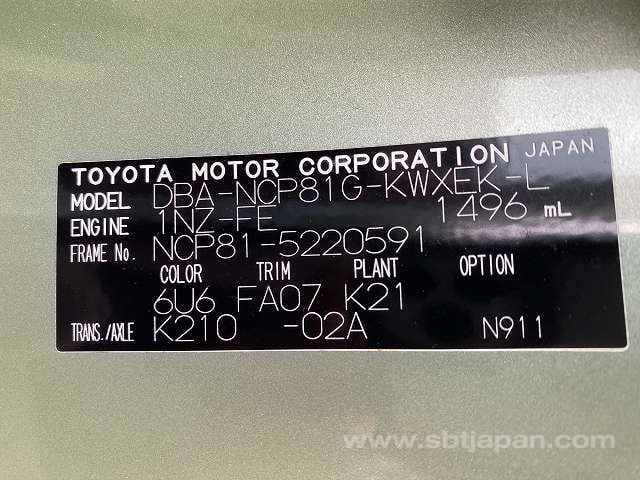 TOYOTA MOTOR CORPORATION JAPAN
MODEL DBA-NCP81G-KWXEK-L
ENGINE 1NZ-FE 1496 mL
FRAME No. NCP81-5220591
COLOR TRIM PLANT OPTION
6U6 FA07 K21
TRANS./AXLE K210 -02A N911
www.sbtjapan.com